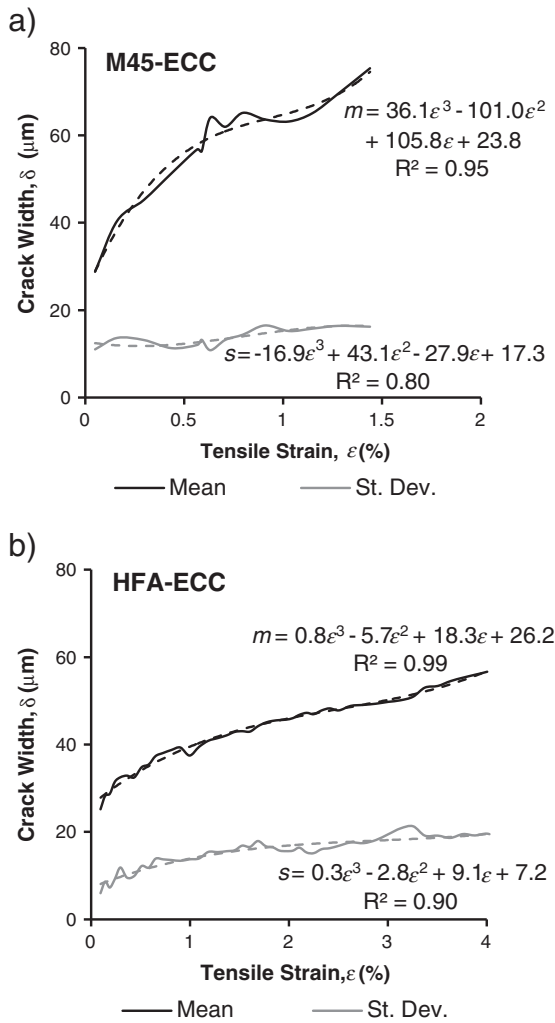 a)
M45-ECC
80
60
40
20
0
Crack Width, δ (μm)
m = 36.1ε³ - 101.0ε²
+ 105.8ε + 23.8
R² = 0.95
s = -16.9ε³ + 43.1ε² - 27.9ε + 17.3
R² = 0.80
0 0.5 1 1.5 2
Tensile Strain, ε (%)
Mean St. Dev.
b)
HFA-ECC
80
60
40
20
0
Crack Width, δ (μm)
m = 0.8ε³ - 5.7ε² + 18.3ε + 26.2
R² = 0.99
s = 0.3ε³ - 2.8ε² + 9.1ε + 7.2
R² = 0.90
0 1 2 3 4
Tensile Strain, ε (%)
Mean St. Dev.